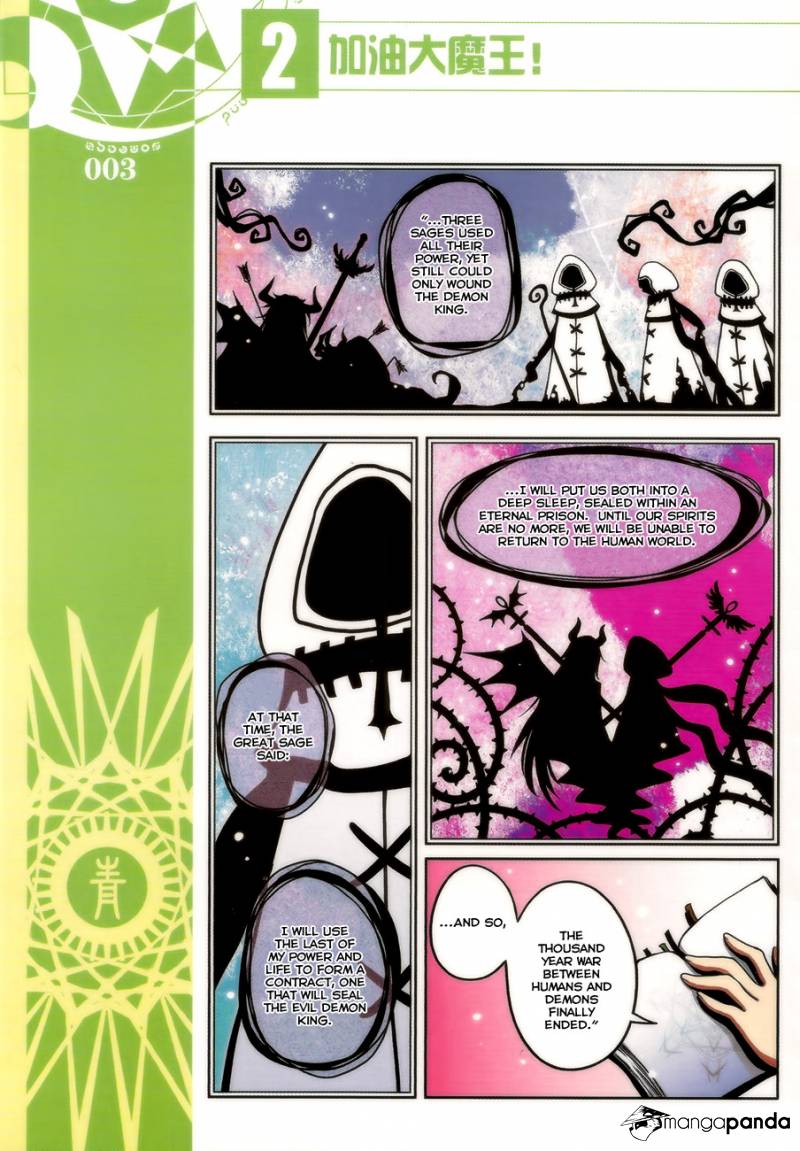 2
加油大魔王!
003
"...THREE
SAGES USED
ALL THEIR
POWER, YET
STILL COULD
ONLY WOUND
THE DEMON
KING.
AT THAT
TIME, THE
GREAT SAGE
SAID:
I WILL USE
THE LAST OF
MY POWER AND
LIFE TO FORM A
CONTRACT, ONE
THAT WILL SEAL
THE EVIL DEMON
KING.
...I WILL PUT US BOTH INTO A
DEEP SLEEP, SEALED WITHIN AN
ETERNAL PRISON. UNTIL OUR SPIRITS
ARE NO MORE, WE WILL BE UNABLE TO
RETURN TO THE HUMAN WORLD.
...AND SO,
THE
THOUSAND
YEAR WAR
BETWEEN
HUMANS AND
DEMONS
FINALLY
ENDED."
青
mangapanda